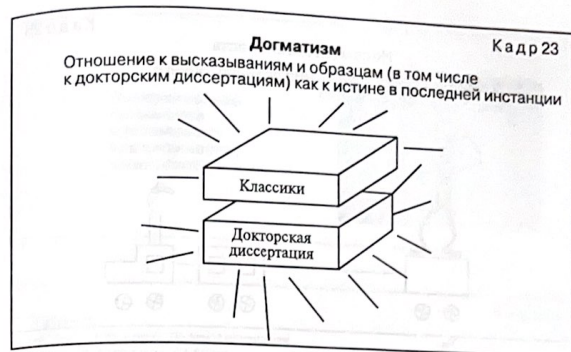 Догматизм
Кадр 23
Отношение к высказываниям и образцам (в том числе
к докторским диссертациям) как к истине в последней инстанции
Классики
Докторская
диссертация